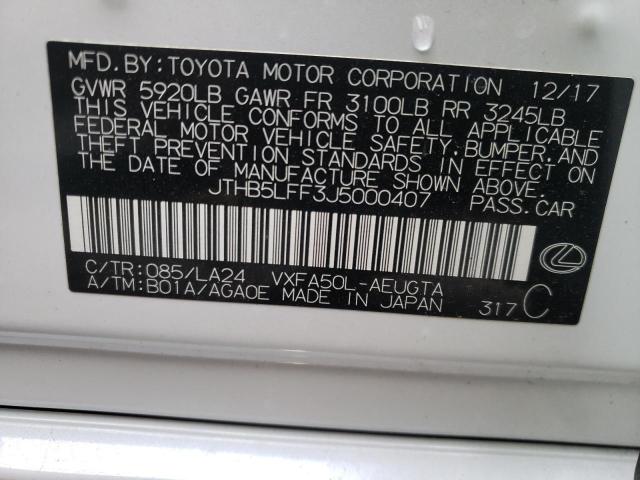 MFD.BY:TOYOTA MOTOR CORPORATION 12/17
GVWR 5920LB GAWR FR 3100LB RR 3245LB
THIS VEHICLE CONFORMS TO ALL APPLICABLE
FEDERAL MOTOR VEHICLE SAFETY,BUMPER,AND
THEFT PREVENTION STANDARDS IN EFFECT ON
THE DATE OF MANUFACTURE SHOWN ABOVE.
JTHB5LFF3J5000407 PASS.CAR
C/TR:085/LA24 VXFA50L-AEUGTA
A/TM:B01A/AGA0E MADE IN JAPAN 317C